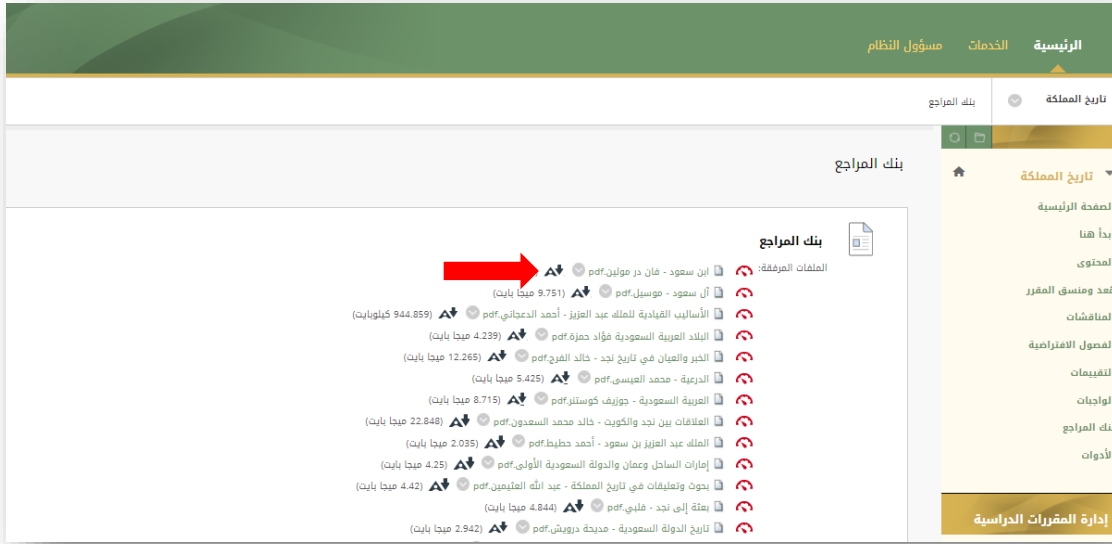 الرئيسية الخدمات مسؤول النظام
تاريخ المملكة بنك المراجع
بنك المراجع
بنك المراجع
الملفات المرفقة:
ابن سعود - فان در مولين.pdf
آل سعود - موسيل.pdf (9.751 ميجا بايت)
الأساليب القيادية للملك عبد العزيز - أحمد الدعجاني.pdf (944.859 كيلوبايت)
البلاد العربية السعودية فؤاد حمزة.pdf (4.239 ميجا بايت)
الخبر والعيان في تاريخ نجد - خالد الفرج.pdf (12.265 ميجا بايت)
الدرعية - محمد العيسى.pdf (5.425 ميجا بايت)
العربية السعودية - جوزيف كوستنر.pdf (8.715 ميجا بايت)
العلاقات بين نجد والكويت - خالد محمد السعدون.pdf (22.848 ميجا بايت)
الملك عبد العزيز بن سعود - أحمد حطيط.pdf (2.035 ميجا بايت)
إمارات الساحل وعمان والدولة السعودية الأولى.pdf (4.25 ميجا بايت)
بحوث وتعليقات في تاريخ المملكة - عبد الله العثيمين.pdf (4.42 ميجا بايت)
بعثة إلى نجد - فلبي.pdf (4.844 ميجا بايت)
تاريخ الدولة السعودية - مديحة درويش.pdf (2.942 ميجا بايت)
تاريخ المملكة
لصفحة الرئيسية
بدأ هنا
لمحتوى
قعد ومنسق المقرر
لمناقشات
لفصول الافتراضية
لتقييمات
لواجبات
نك المراجع
لأدوات
إدارة المقررات الدراسية